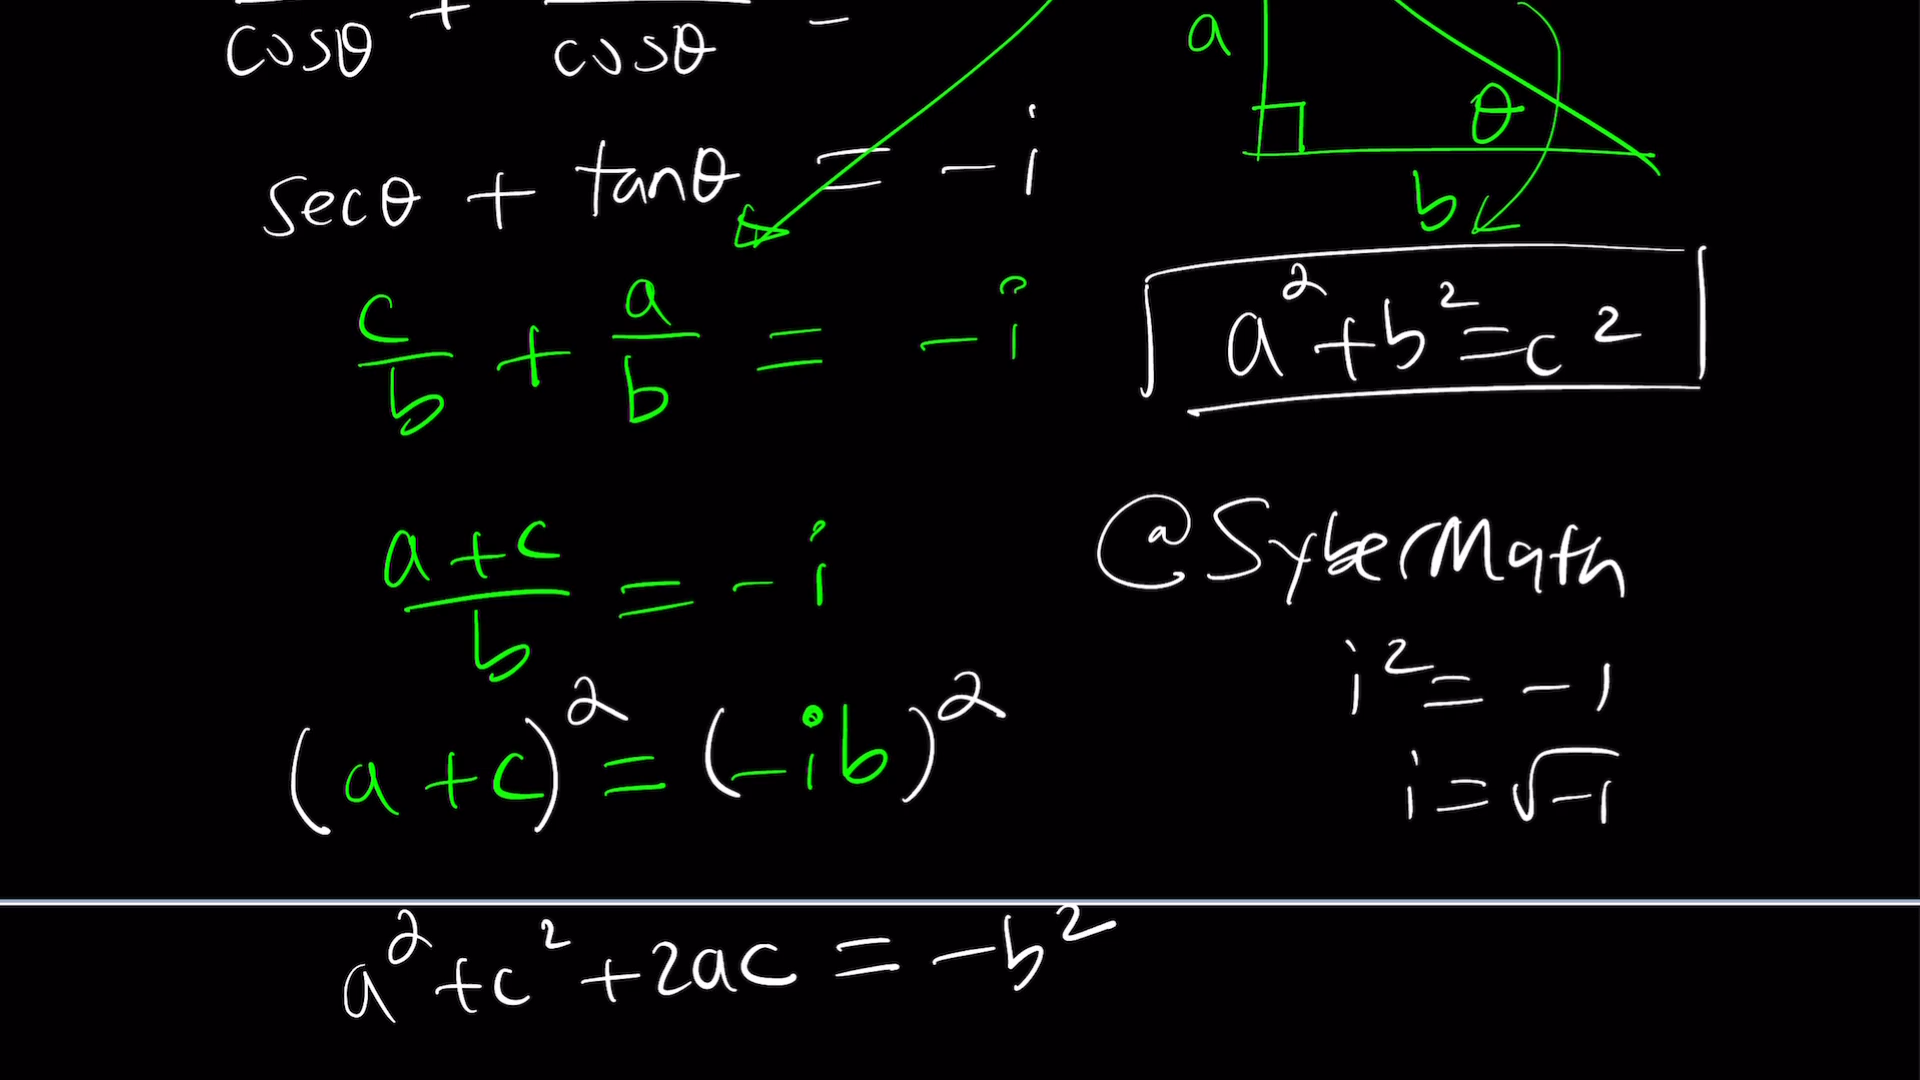 cosθ + cosθ =
a
θ
secθ + tanθ = -i
b
c/b + a/b = -i
a² + b² = c²
(a+c)/b = -i
@SyberMath
i² = -1
(a+c)² = (-ib)²
i = √-1
a² + c² + 2ac = -b²